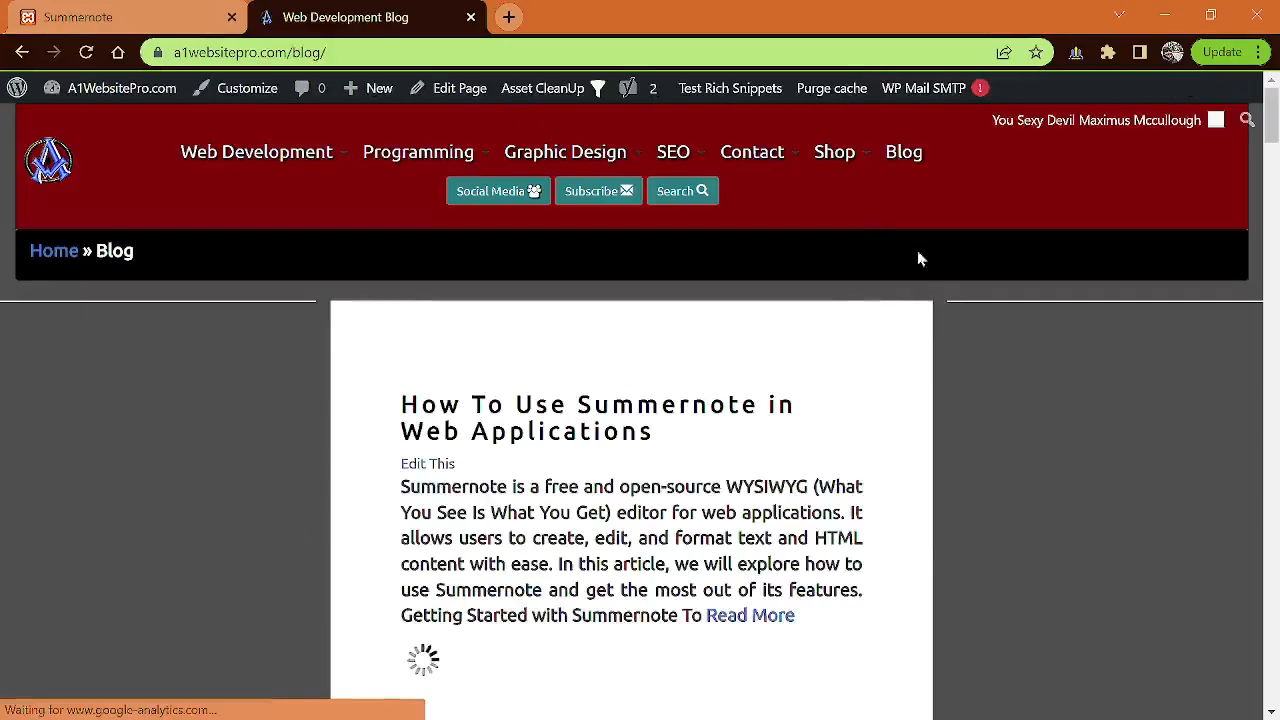 Summernote
Web Development Blog
a1websitepro.com/blog/
Update
A1WebsitePro.com
Customize
0
New
Edit Page
Asset CleanUp
2
Test Rich Snippets
Purge cache
WP Mail SMTP
1
You Sexy Devil Maximus Mccullough
Web Development
Programming
Graphic Design
SEO
Contact
Shop
Blog
Social Media
Subscribe
Search
Home » Blog
How To Use Summernote in
Web Applications
Edit This
Summernote is a free and open-source WYSIWYG (What
You See Is What You Get) editor for web applications. It
allows users to create, edit, and format text and HTML
content with ease. In this article, we will explore how to
use Summernote and get the most out of its features.
Getting Started with Summernote To Read More
Waiting for www.google-analytics.com...